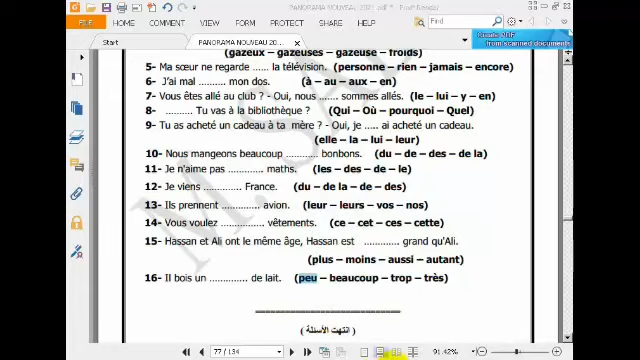 PANORAMA NOUVEAU 2021.pdf * - Foxit
FILE HOME COMMENT VIEW FORM PROTECT SHARE HELP Find
Create PDF
from scanned documents
Start PANORAMA NOUVEAU 20...
(gazeux – gazeuses – gazeuse – froids)
5- Ma sœur ne regarde ...... la télévision. (personne – rien – jamais – encore)
6- J'ai mal .......... mon dos. (à – au – aux – en)
7- Vous êtes allé au club ? - Oui, nous ....... sommes allés. (le – lui – y – en)
8- .......... Tu vas à la bibliothèque ? (Qui – Où – pourquoi – Quel)
9- Tu as acheté un cadeau à ta mère ? - Oui, je ..... ai acheté un cadeau.
(elle – la – lui – leur)
10- Nous mangeons beaucoup ............ bonbons. (du – de – des – de la)
11- Je n'aime pas ............. maths. (les – des – de – le)
12- Je viens ............. France. (du – de la – de – des)
13- Ils prennent ............. avion. (leur – leurs – vos – nos)
14- Vous voulez .............. vêtements. (ce – cet – ces – cette)
15- Hassan et Ali ont le même âge, Hassan est ............ grand qu'Ali.
(plus – moins – aussi – autant)
16- Il bois un ............. de lait. (peu – beaucoup – trop – très)
انتهت الأسئلة
77 / 134 91.42%